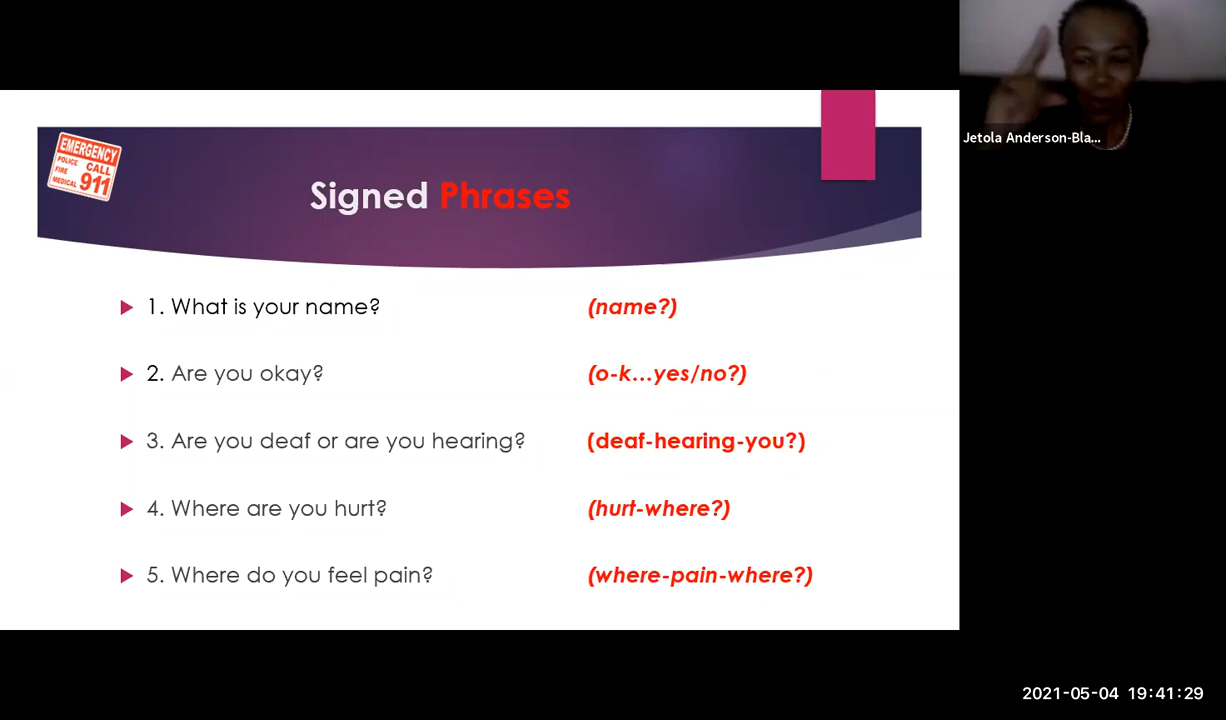 EMERGENCY
POLICE
FIRE
MEDICAL
CALL
911
Signed Phrases
1. What is your name? (name?)
2. Are you okay? (o-k...yes/no?)
3. Are you deaf or are you hearing? (deaf-hearing-you?)
4. Where are you hurt? (hurt-where?)
5. Where do you feel pain? (where-pain-where?)
Jetola Anderson-Bla...
2021-05-04 19:41:29